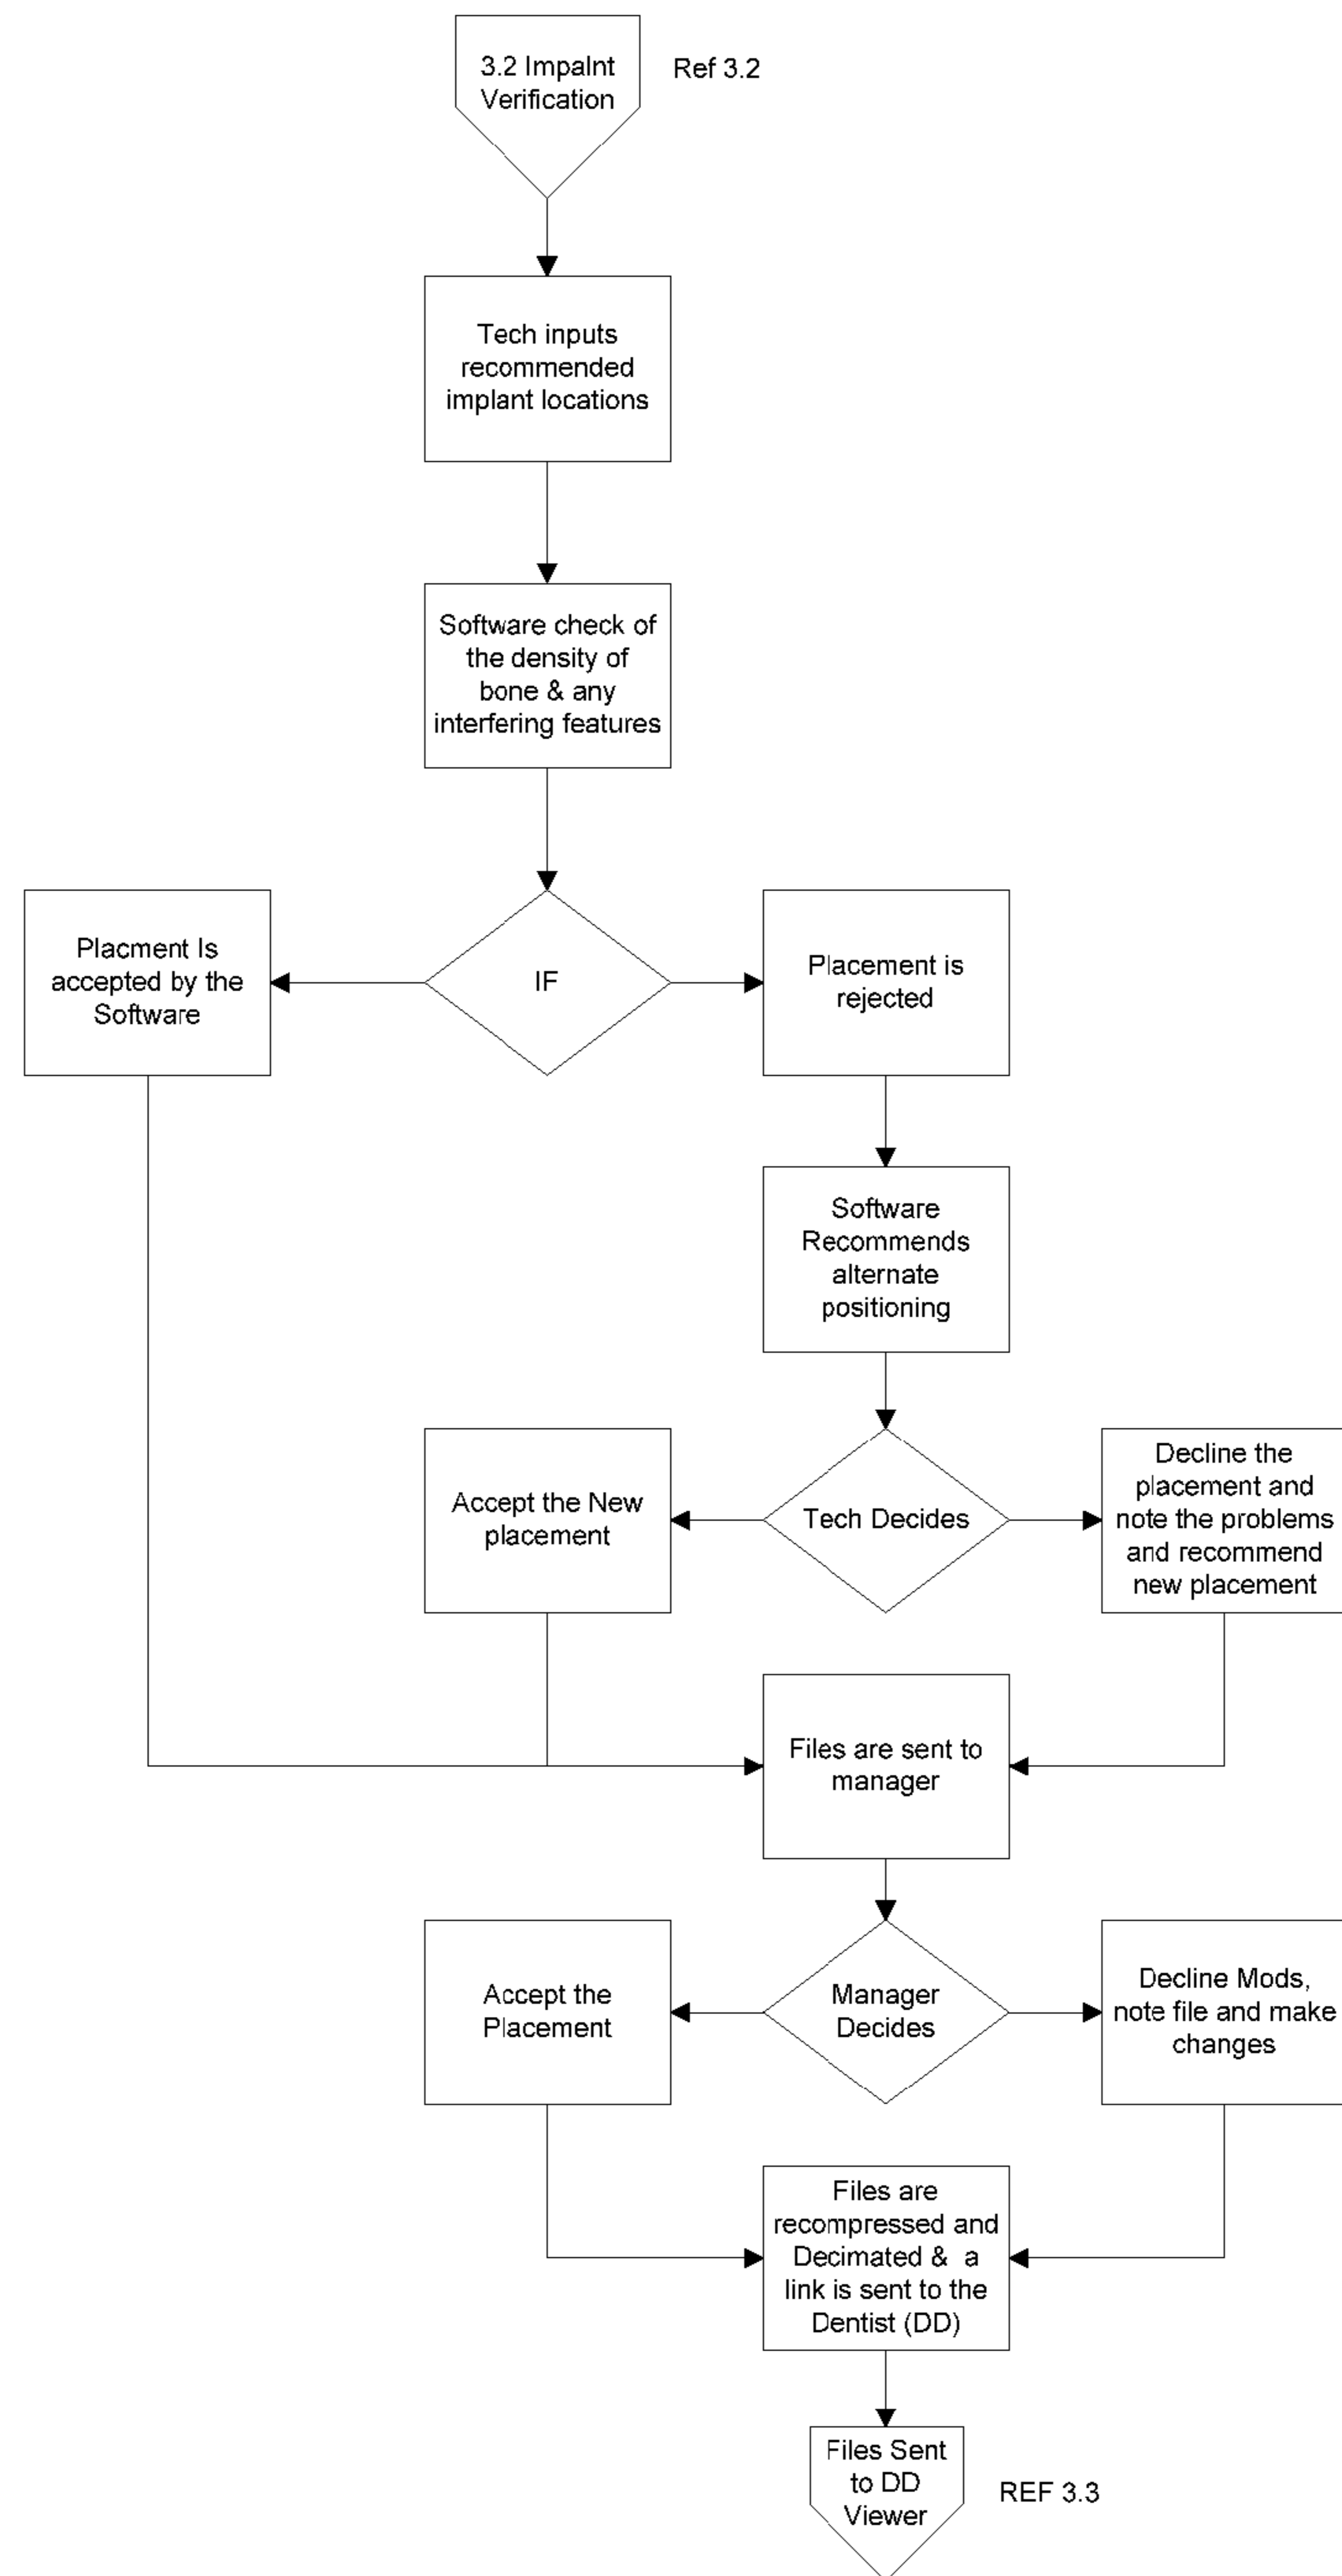 3.2 Impalnt
Verification
Ref 3.2
Tech inputs
recommended
implant locations
Software check of
the density of
bone & any
interfering features
Placment Is
accepted by the
Software
IF
Placement is
rejected
Software
Recommends
alternate
positioning
Accept the New
placement
Tech Decides
Decline the
placement and
note the problems
and recommend
new placement
Files are sent to
manager
Accept the
Placement
Manager
Decides
Decline Mods,
note file and make
changes
Files are
recompressed and
Decimated & a
link is sent to the
Dentist (DD)
Files Sent
to DD
Viewer
REF 3.3